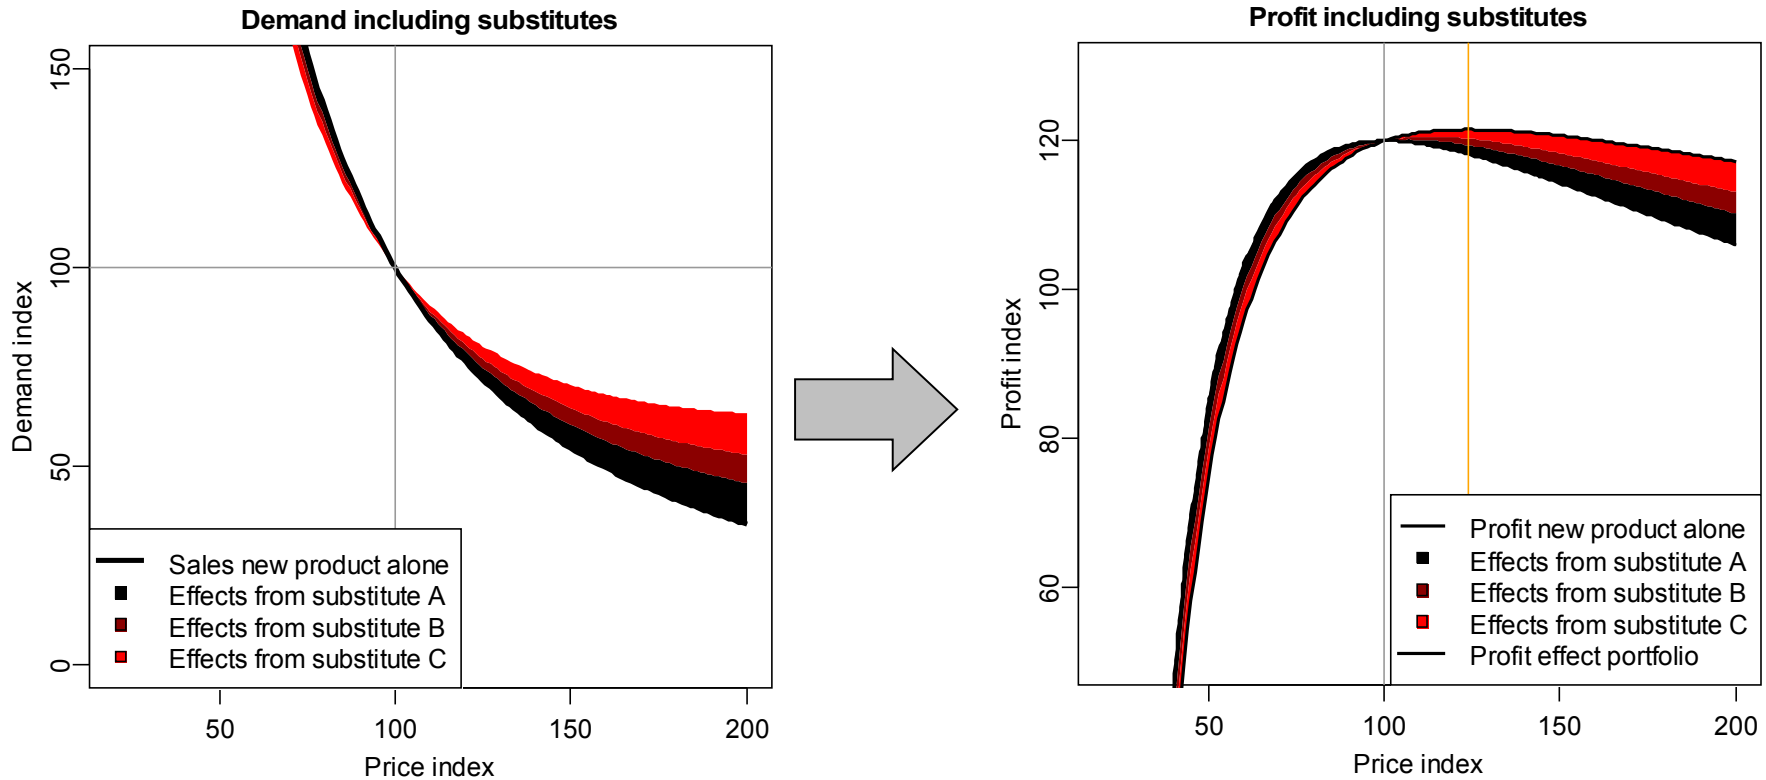 Demand including substitutes
150
100
50
0
Demand index
Sales new product alone
Effects from substitute A
Effects from substitute B
Effects from substitute C
50 100 150 200
Price index
Profit including substitutes
120
100
80
60
Profit index
Profit new product alone
Effects from substitute A
Effects from substitute B
Effects from substitute C
Profit effect portfolio
50 100 150 200
Price index